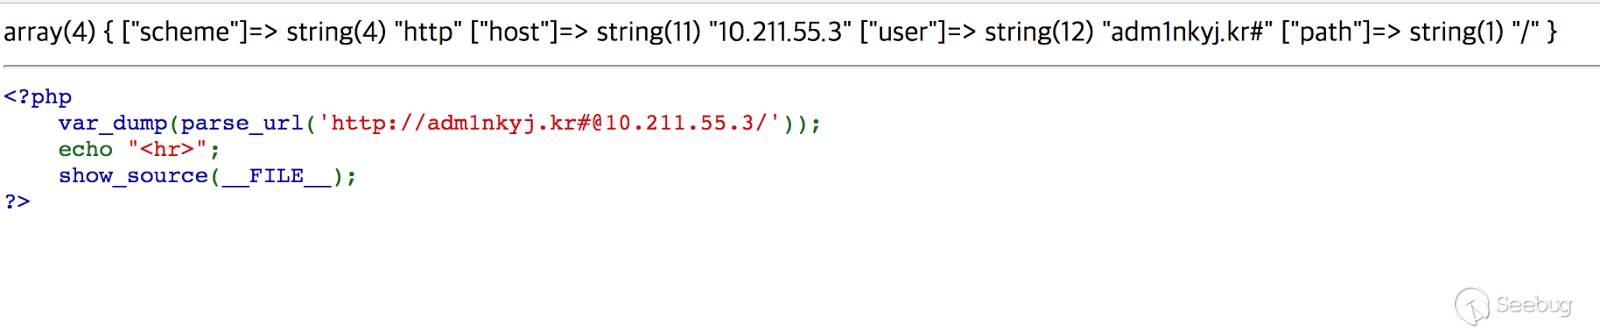 array(4) { ["scheme"]=> string(4) "http" ["host"]=> string(11) "10.211.55.3" ["user"]=> string(12) "adm1nkyj.kr#" ["path"]=> string(1) "/" }
<?php
    var_dump(parse_url('http://adm1nkyj.kr#@10.211.55.3/'));
    echo "<hr>";
    show_source(__FILE__);
?>
Seebug